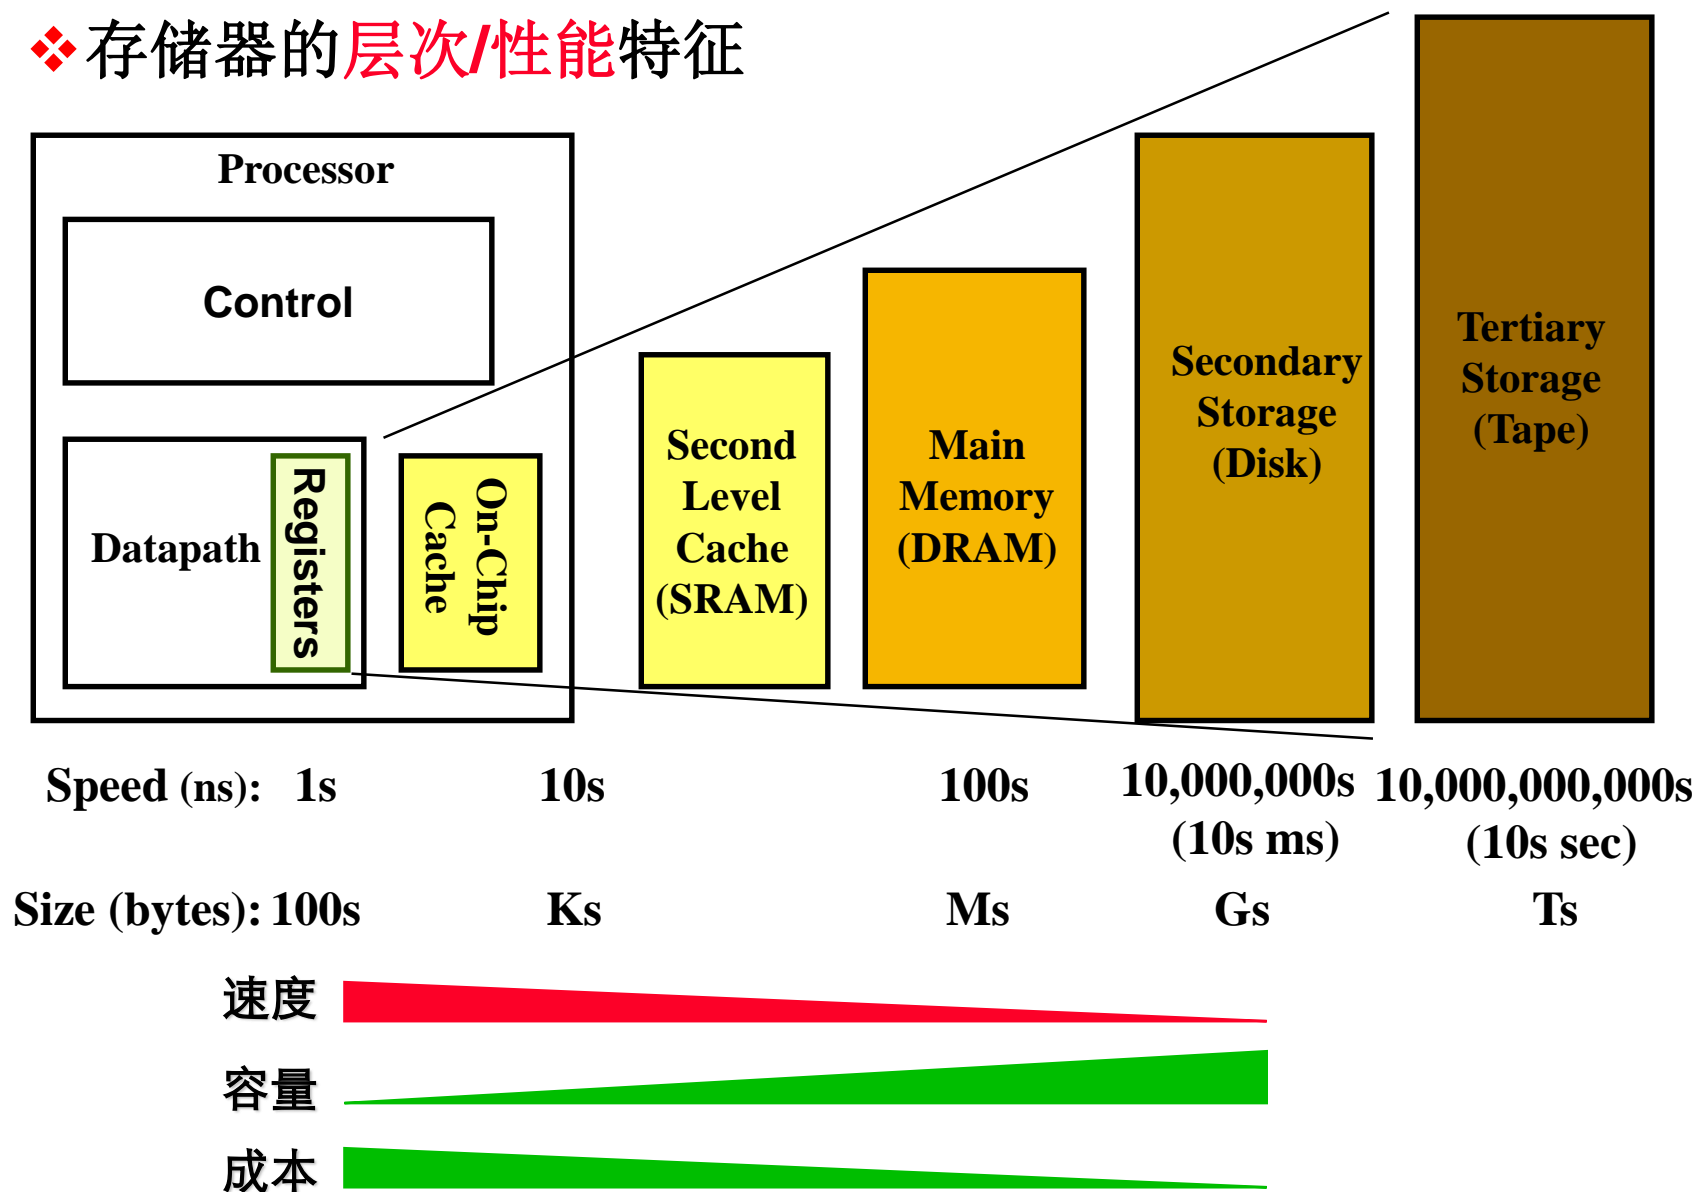 ❖存储器的层次/性能特征
Processor
Control
Datapath
Registers
On-Chip
Cache
Second
Level
Cache
(SRAM)
Main
Memory
(DRAM)
Secondary
Storage
(Disk)
Tertiary
Storage
(Tape)
Speed (ns): 1s 10s 100s 10,000,000s 10,000,000,000s
(10s ms) (10s sec)
Size (bytes): 100s Ks Ms Gs Ts
速度
容量
成本